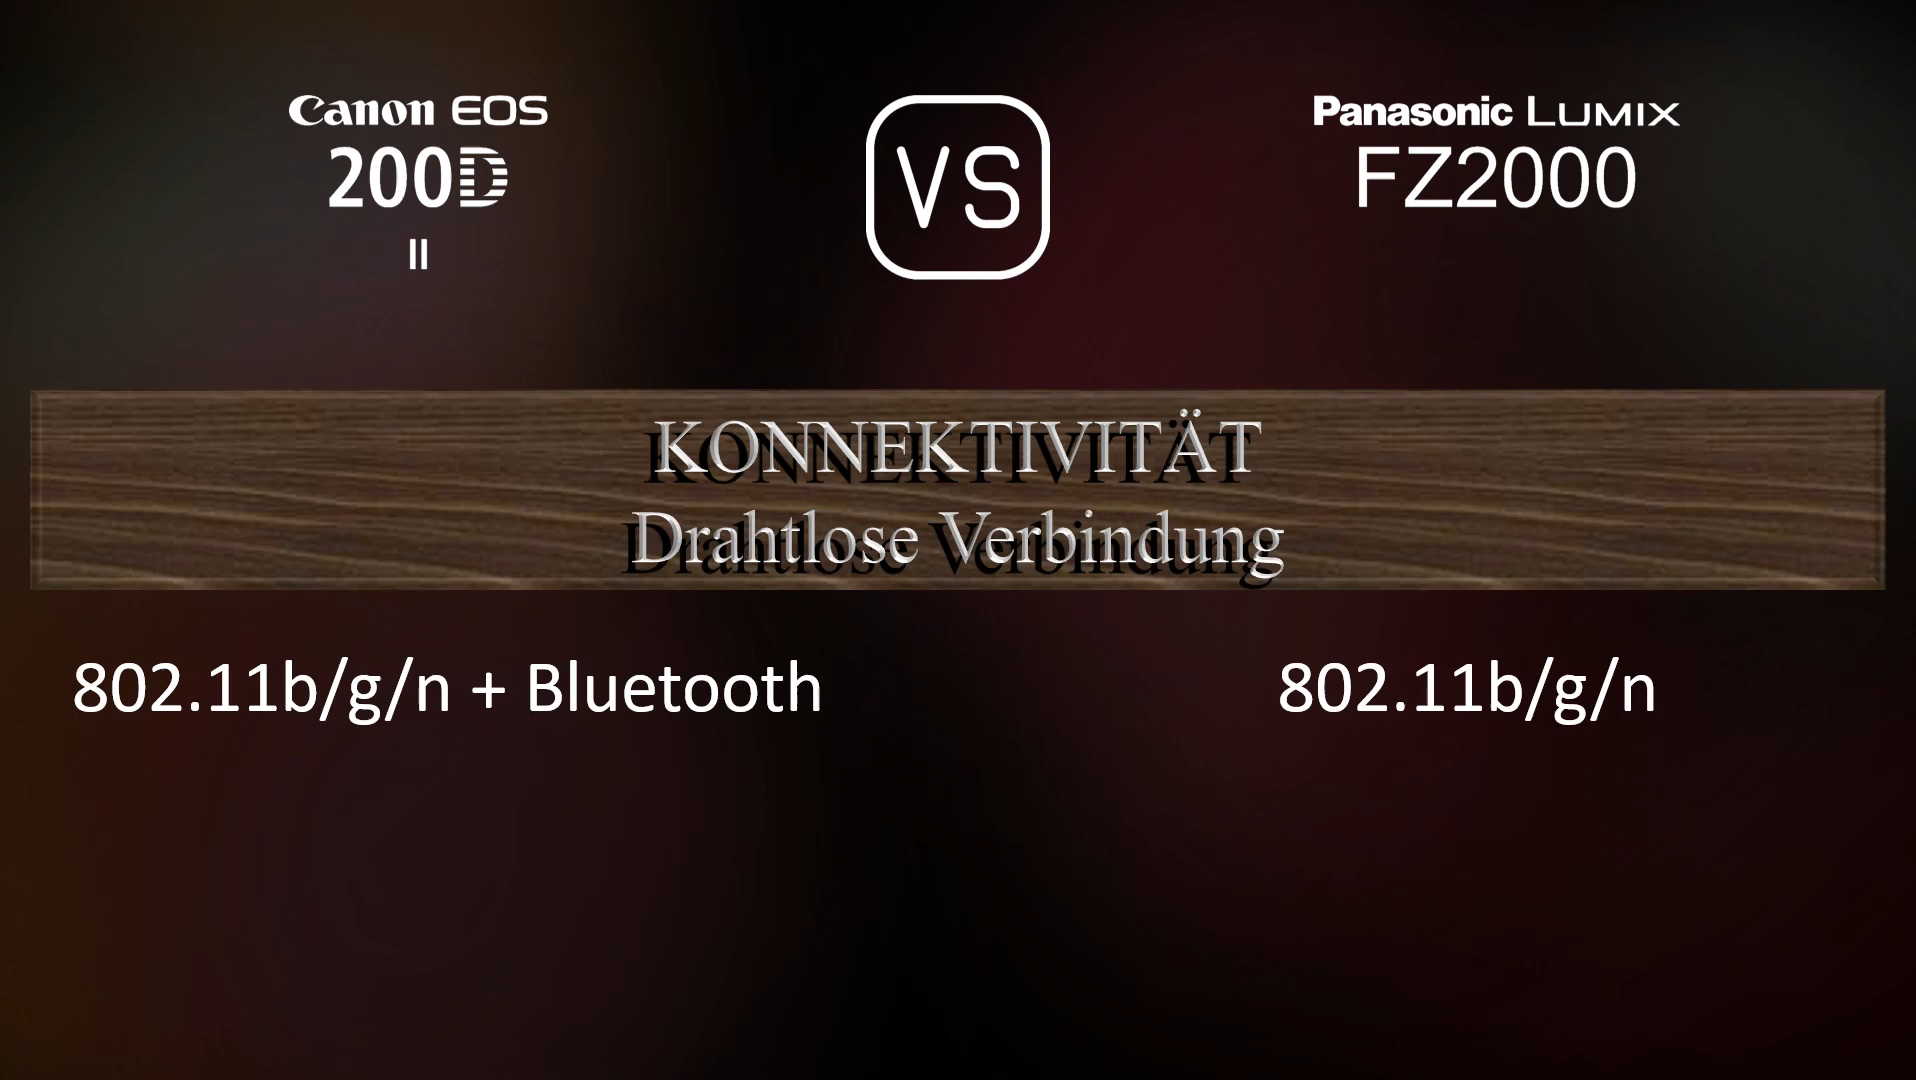 Canon EOS
200D
II
VS
Panasonic LUMIX
FZ2000
KONNEKTIVITÄT
Drahtlose Verbindung
802.11b/g/n + Bluetooth
802.11b/g/n